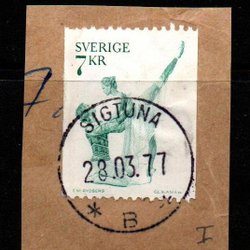 SVERIGE
7 KR
SIGTUNA
28.03.77
* B *